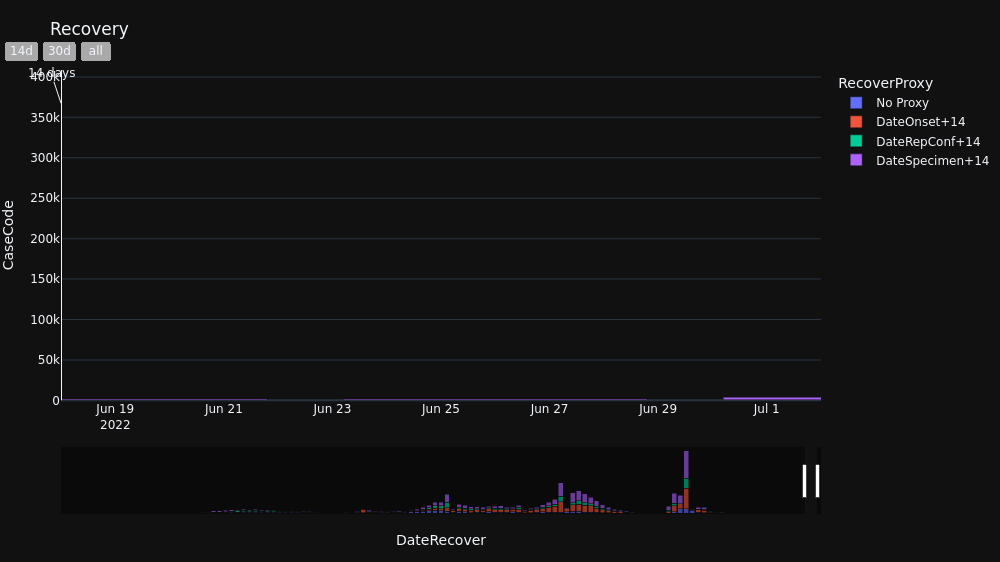 Recovery
14d 30d all
14 days
400k
350k
300k
250k
200k
150k
100k
50k
0
CaseCode
Jun 19 Jun 21 Jun 23 Jun 25 Jun 27 Jun 29 Jul 1
2022
DateRecover
RecoverProxy
No Proxy
DateOnset+14
DateRepConf+14
DateSpecimen+14